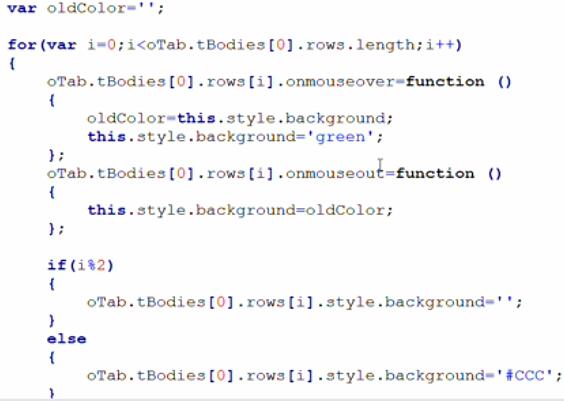 var oldColor='';
for(var i=0;i<oTab.tBodies[0].rows.length;i++)
{
oTab.tBodies[0].rows[i].onmouseover=function ()
{
oldColor=this.style.background;
this.style.background='green';
};
oTab.tBodies[0].rows[i].onmouseout=function ()
{
this.style.background=oldColor;
};
if(i%2)
{
oTab.tBodies[0].rows[i].style.background='';
}
else
{
oTab.tBodies[0].rows[i].style.background='#CCC';
}